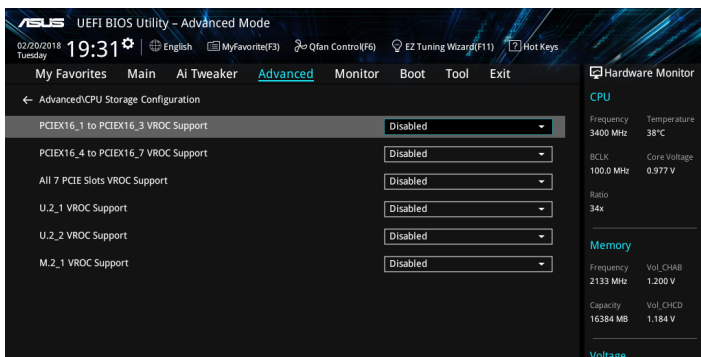 ASUS UEFI BIOS Utility – Advanced Mode
02/20/2018 Tuesday 19:31 English MyFavorite(F3) Qfan Control(F6) EZ Tuning Wizard(F11) ? Hot Keys
My Favorites Main Ai Tweaker Advanced Monitor Boot Tool Exit
← Advanced\CPU Storage Configuration
PCIEX16_1 to PCIEX16_3 VROC Support Disabled
PCIEX16_4 to PCIEX16_7 VROC Support Disabled
All 7 PCIE Slots VROC Support Disabled
U.2_1 VROC Support Disabled
U.2_2 VROC Support Disabled
M.2_1 VROC Support Disabled
Hardware Monitor
CPU
Frequency Temperature
3400 MHz 38°C
BCLK Core Voltage
100.0 MHz 0.977 V
Ratio
34x
Memory
Frequency Vol_CHAB
2133 MHz 1.200 V
Capacity Vol_CHCD
16384 MB 1.184 V
Voltage